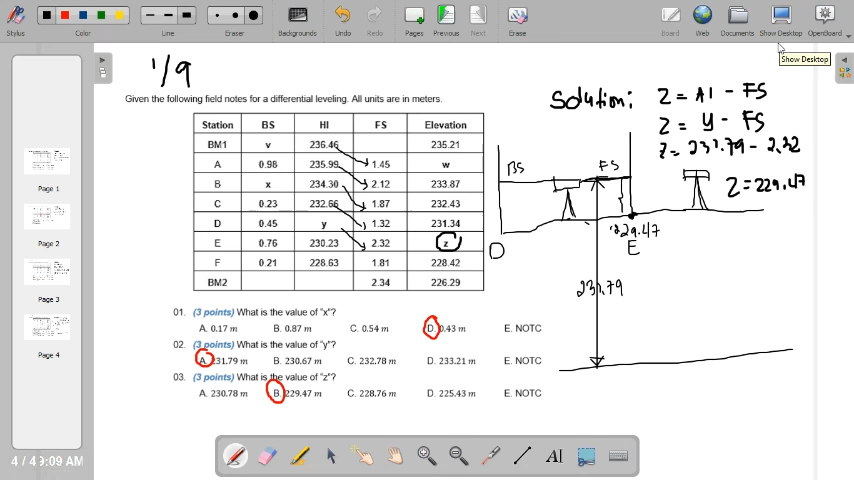 Stylus
Color
Line
Eraser
Backgrounds
Undo
Redo
Pages
Previous
Next
Erase
Board
Web
Documents
Show Desktop
OpenBoard
Show Desktop
1/9
Given the following field notes for a differential leveling. All units are in meters.
Station BS HI FS Elevation
BM1 v 236.46 235.21
A 0.98 235.99 1.45 w
B x 234.30 2.12 233.87
C 0.23 232.66 1.87 232.43
D 0.45 y 1.32 231.34
E 0.76 230.23 2.32 z
F 0.21 228.63 1.81 228.42
BM2 2.34 226.29
01. (3 points) What is the value of "x"?
A. 0.17 m B. 0.87 m C. 0.54 m D. 0.43 m E. NOTC
02. (3 points) What is the value of "y"?
A. 231.79 m B. 230.67 m C. 232.78 m D. 233.21 m E. NOTC
03. (3 points) What is the value of "z"?
A. 230.78 m B. 229.47 m C. 228.76 m D. 225.43 m E. NOTC
Solution:
Z = HI - FS
Z = y - FS
Z = 231.79 - 2.32
Z = 229.47
BS
FS
229.47
D
E
231.79
Page 1
Page 2
Page 3
Page 4
4 / 4
9:09 AM